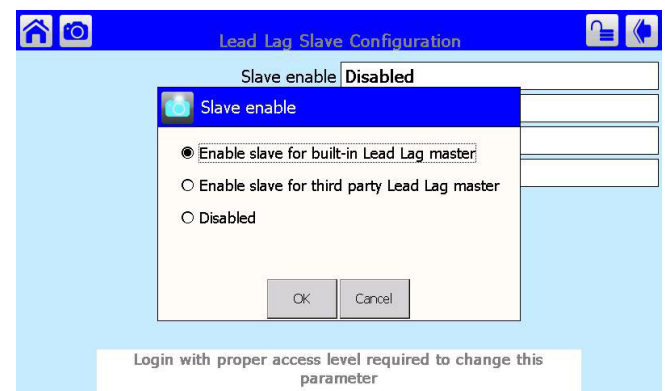 Lead Lag Slave Configuration
Slave enable Disabled
Slave enable
Enable slave for built-in Lead Lag master
Enable slave for third party Lead Lag master
Disabled
OK Cancel
Login with proper access level required to change this
parameter